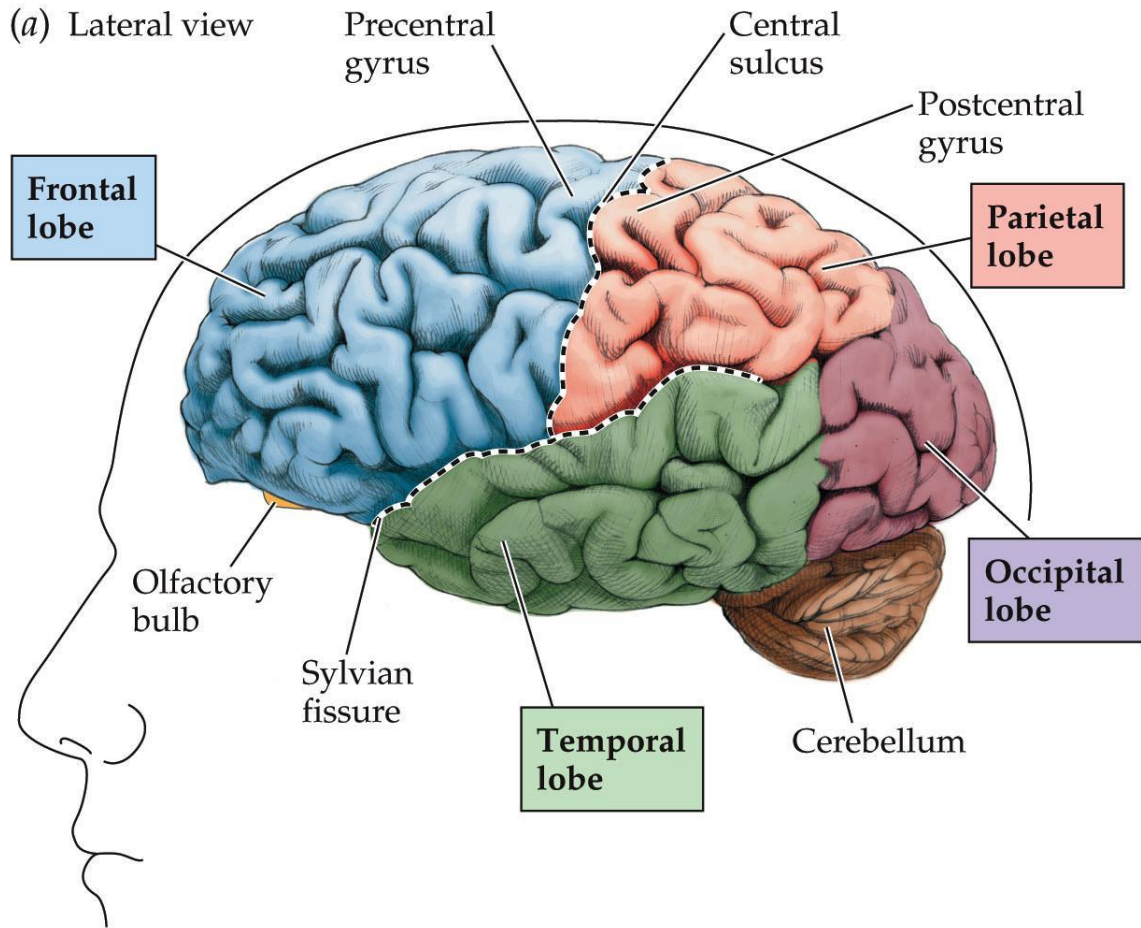 (a) Lateral view
Precentral
gyrus
Central
sulcus
Postcentral
gyrus
Frontal
lobe
Parietal
lobe
Olfactory
bulb
Occipital
lobe
Sylvian
fissure
Temporal
lobe
Cerebellum